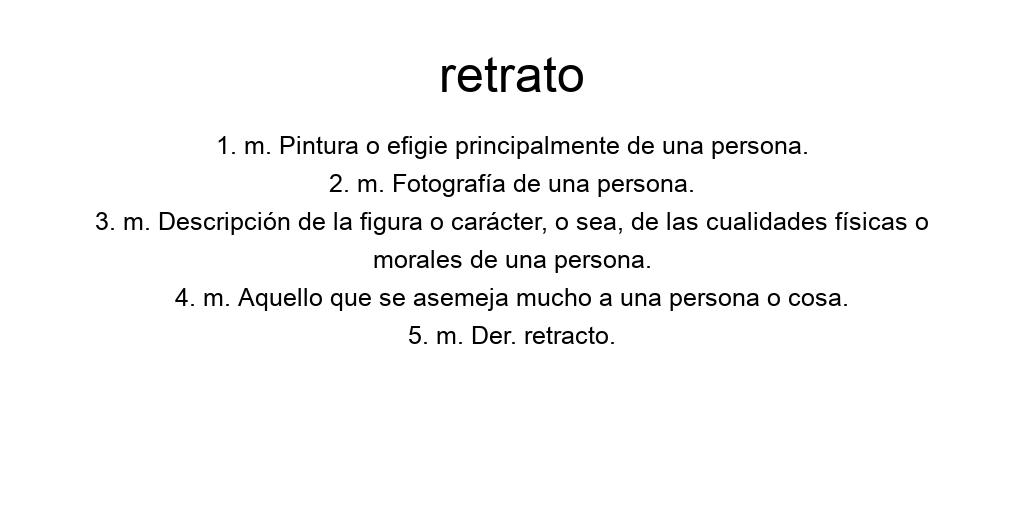 retrato
1. m. Pintura o efigie principalmente de una persona.
2. m. Fotografía de una persona.
3. m. Descripción de la figura o carácter, o sea, de las cualidades físicas o
morales de una persona.
4. m. Aquello que se asemeja mucho a una persona o cosa.
5. m. Der. retracto.